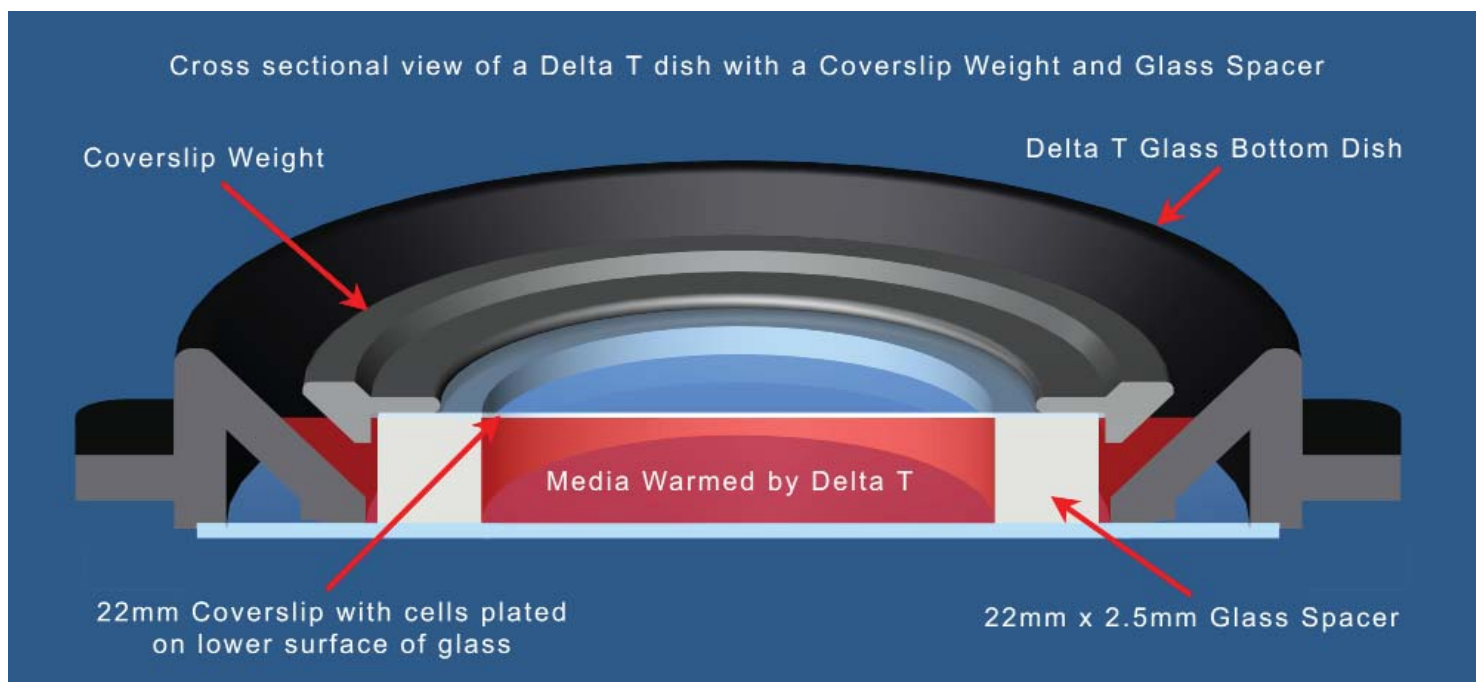 Cross sectional view of a Delta T dish with a Coverslip Weight and Glass Spacer
Coverslip Weight
Delta T Glass Bottom Dish
Media Warmed by Delta T
22mm Coverslip with cells plated
on lower surface of glass
22mm x 2.5mm Glass Spacer